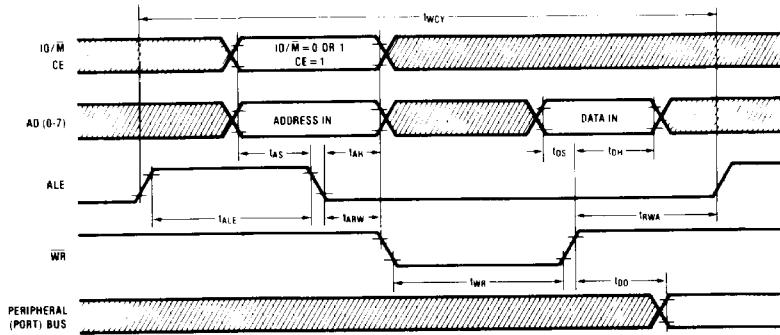 tWCY
IO/M̅
CE
IO/M̅ = 0 OR 1
CE = 1
AD (0-7)
ADDRESS IN
DATA IN
tAS
tAH
tDS
tDH
ALE
tALE
tARW
tRWA
W̅R̅
tWR
tDO
PERIPHERAL
(PORT) BUS